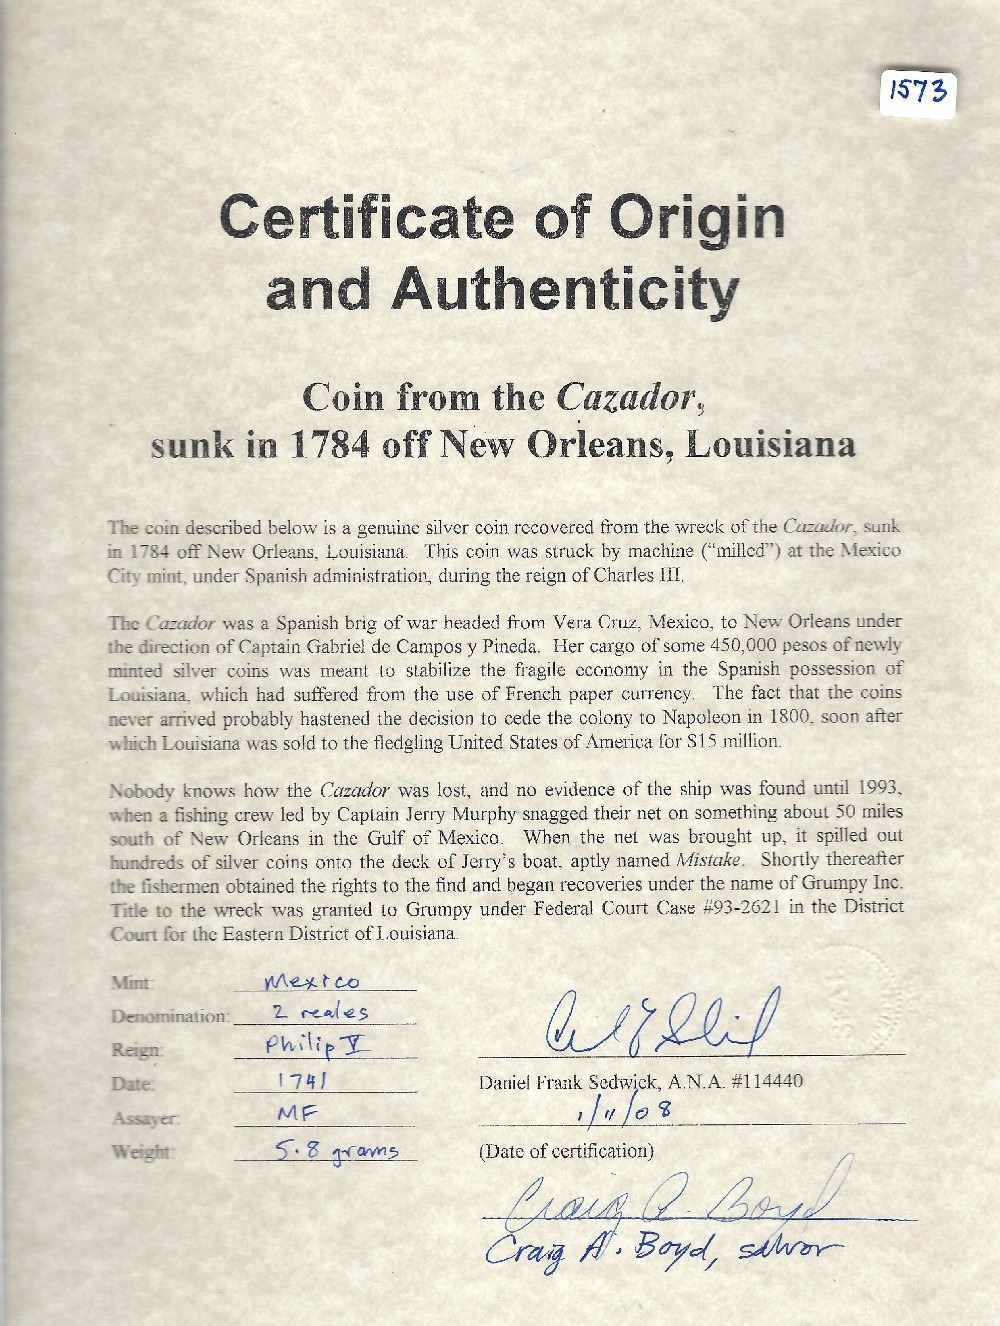 1573
Certificate of Origin
and Authenticity
Coin from the Cazador,
sunk in 1784 off New Orleans, Louisiana
The coin described below is a genuine silver coin recovered from the wreck of the Cazador, sunk
in 1784 off New Orleans, Louisiana. This coin was struck by machine (“milled”) at the Mexico
City mint, under Spanish administration, during the reign of Charles III.
The Cazador was a Spanish brig of war headed from Vera Cruz, Mexico, to New Orleans under
the direction of Captain Gabriel de Campos y Pineda. Her cargo of some 450,000 pesos of newly
minted silver coins was meant to stabilize the fragile economy in the Spanish possession of
Louisiana, which had suffered from the use of French paper currency. The fact that the coins
never arrived probably hastened the decision to cede the colony to Napoleon in 1800, soon after
which Louisiana was sold to the fledgling United States of America for $15 million.
Nobody knows how the Cazador was lost, and no evidence of the ship was found until 1993,
when a fishing crew led by Captain Jerry Murphy snagged their net on something about 50 miles
south of New Orleans in the Gulf of Mexico. When the net was brought up, it spilled out
hundreds of silver coins onto the deck of Jerry’s boat, aptly named Mistake. Shortly thereafter
the fishermen obtained the rights to the find and began recoveries under the name of Grumpy Inc.
Title to the wreck was granted to Grumpy under Federal Court Case #93-2621 in the District
Court for the Eastern District of Louisiana.
Mint: Mexico
Denomination: 2 reales
Reign: Philip V
Date: 1741
Assayer: MF
Weight: 5.8 grams
Daniel Frank Sedwick, A.N.A. #114440
1/11/08
(Date of certification)
Craig A. Boyd
Craig A. Boyd, salvor